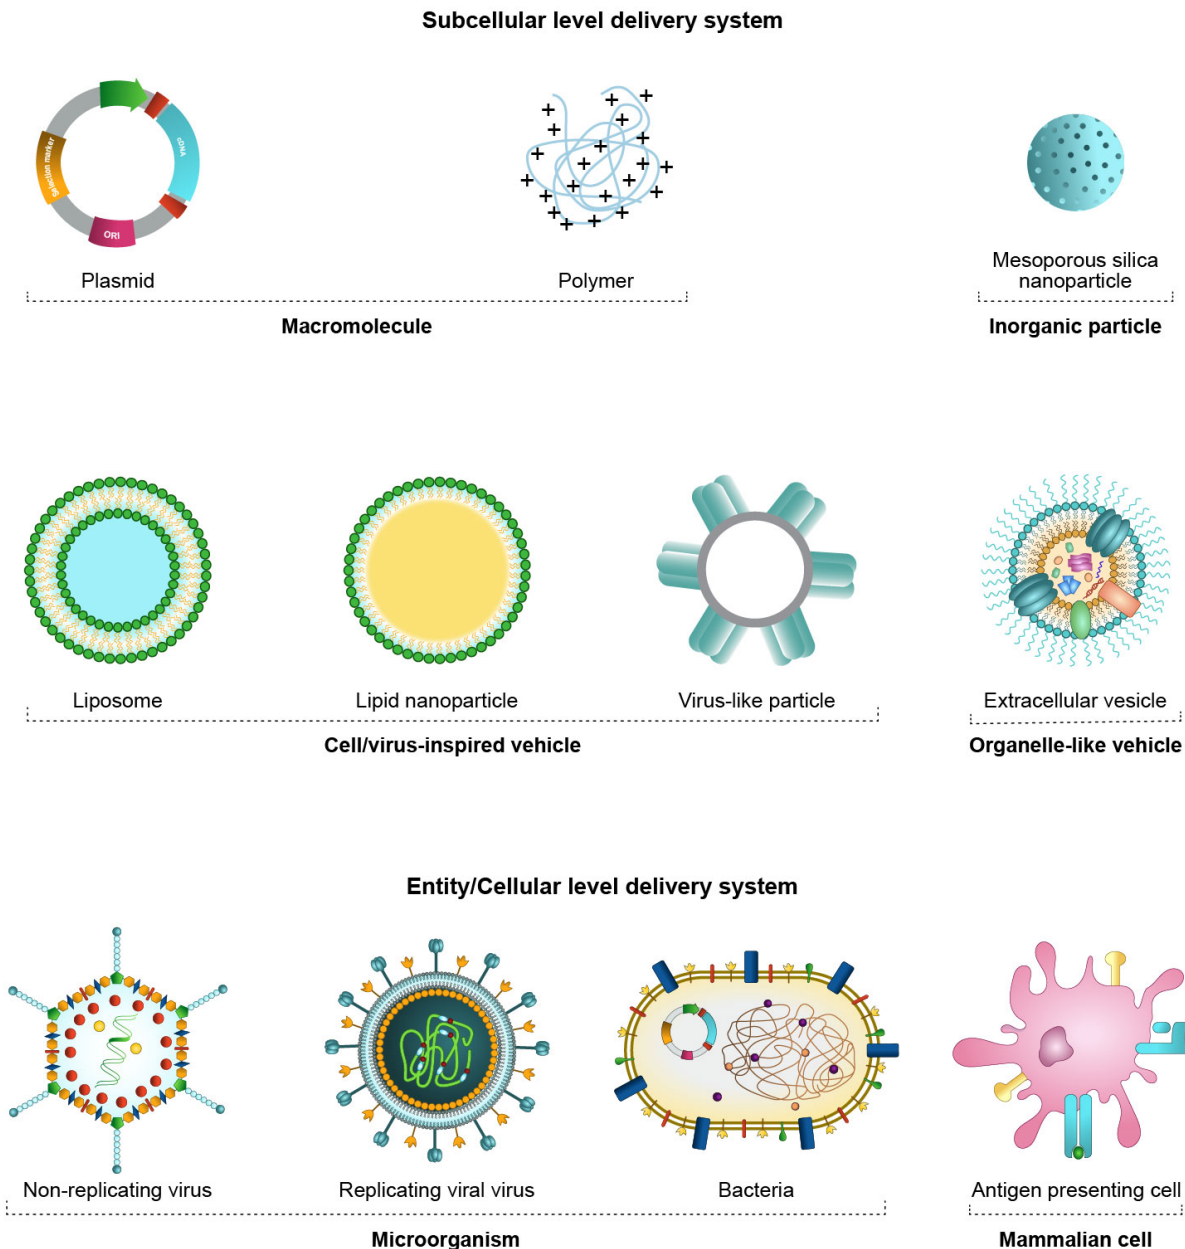 Subcellular level delivery system
Selection marker
cDNA
ORI
Plasmid
Polymer
Mesoporous silica
nanoparticle
Macromolecule
Inorganic particle
Liposome
Lipid nanoparticle
Virus-like particle
Extracellular vesicle
Cell/virus-inspired vehicle
Organelle-like vehicle
Entity/Cellular level delivery system
Non-replicating virus
Replicating viral virus
Bacteria
Antigen presenting cell
Microorganism
Mammalian cell